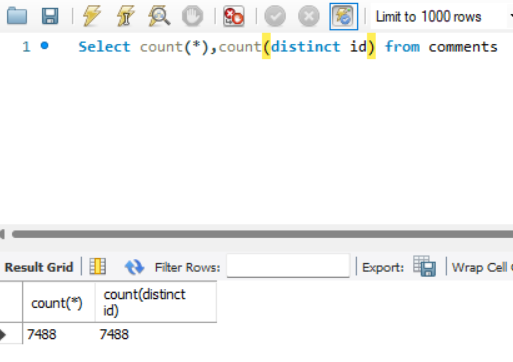 Limit to 1000 rows
1 Select count(*),count(distinct id) from comments
Result Grid Filter Rows: Export: Wrap Cell
count(*) count(distinct
id)
7488 7488